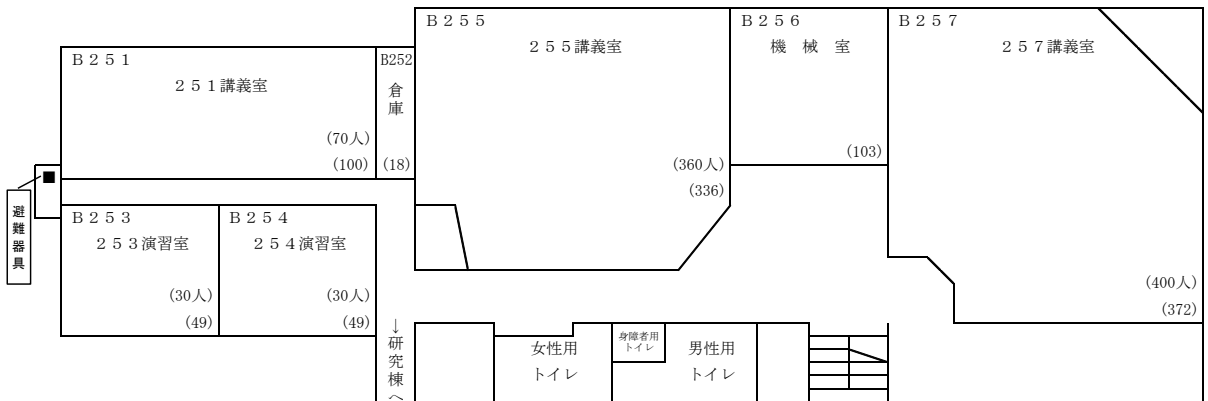 B２５１
２５１講義室
(70人)
(100)
B252
倉庫
(18)
B２５５
２５５講義室
(360人)
(336)
B２５６
機　械　室
(103)
B２５７
２５７講義室
(400人)
(372)
避難器具
B２５３
２５３演習室
(30人)
(49)
B２５４
２５４演習室
(30人)
(49)
↓研究棟へ
女性用
トイレ
身障者用
トイレ
男性用
トイレ